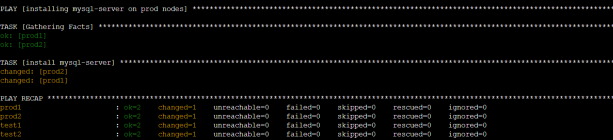 PLAY [installing mysql-server on prod nodes] ****************************************************************************************************
TASK [Gathering Facts] ****************************************************************************************************
ok: [prod1]
ok: [prod2]
TASK [install mysql-server] ****************************************************************************************************
changed: [prod2]
changed: [prod1]
PLAY RECAP ****************************************************************************************************
prod1 : ok=2 changed=1 unreachable=0 failed=0 skipped=0 rescued=0 ignored=0
prod2 : ok=2 changed=1 unreachable=0 failed=0 skipped=0 rescued=0 ignored=0
test1 : ok=2 changed=1 unreachable=0 failed=0 skipped=0 rescued=0 ignored=0
test2 : ok=2 changed=1 unreachable=0 failed=0 skipped=0 rescued=0 ignored=0